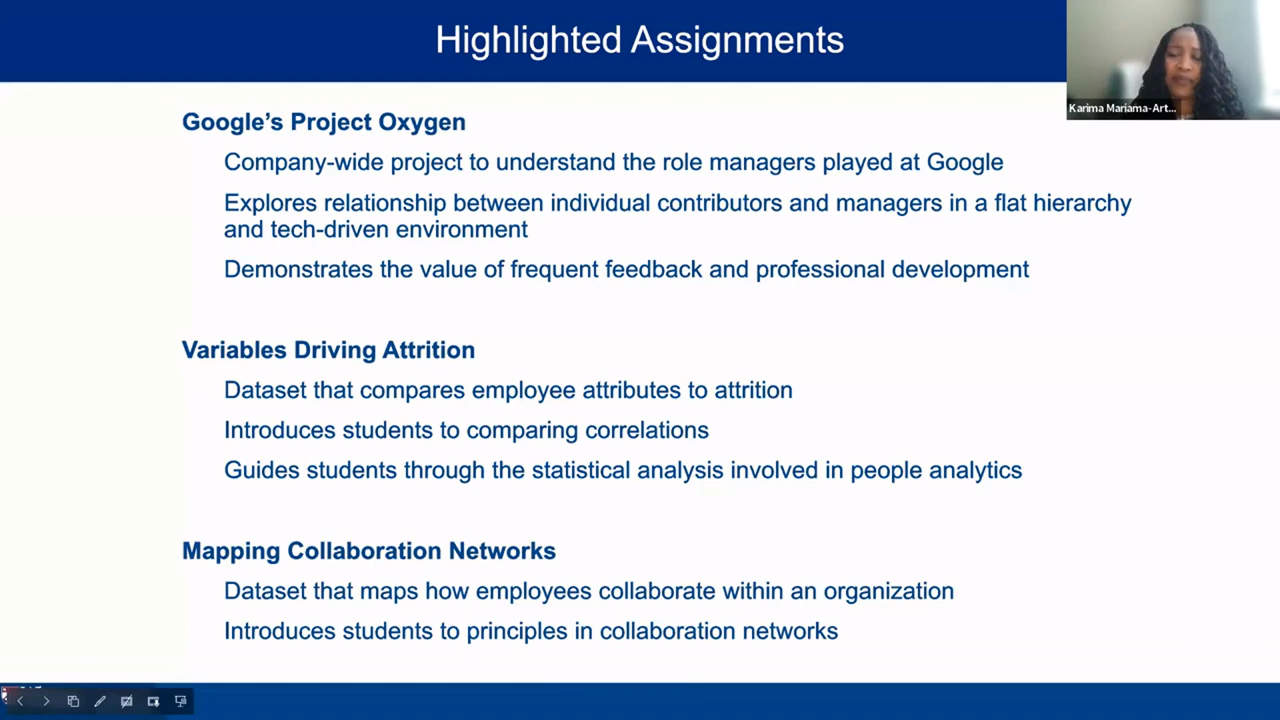 Highlighted Assignments
Karima Mariama-Art...
Google's Project Oxygen
Company-wide project to understand the role managers played at Google
Explores relationship between individual contributors and managers in a flat hierarchy
and tech-driven environment
Demonstrates the value of frequent feedback and professional development
Variables Driving Attrition
Dataset that compares employee attributes to attrition
Introduces students to comparing correlations
Guides students through the statistical analysis involved in people analytics
Mapping Collaboration Networks
Dataset that maps how employees collaborate within an organization
Introduces students to principles in collaboration networks